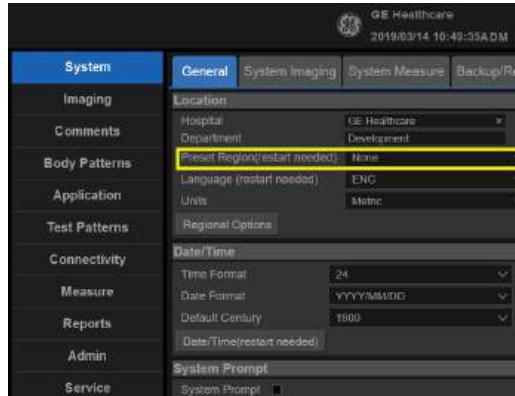 GE Healthcare
2019/03/14 10:49:35ADM
System
Imaging
Comments
Body Patterns
Application
Test Patterns
Connectivity
Measure
Reports
Admin
Service
General System Imaging System Measure Backup/Re
Location
Hospital GE Healthcare ×
Department Development
Preset Region(restart needed) None
Language (restart needed) ENG
Units Metric
Regional Options
Date/Time
Time Format 24
Date Format YYYY/MM/DD
Default Century 1900
Date/Time(restart needed)
System Prompt
System Prompt